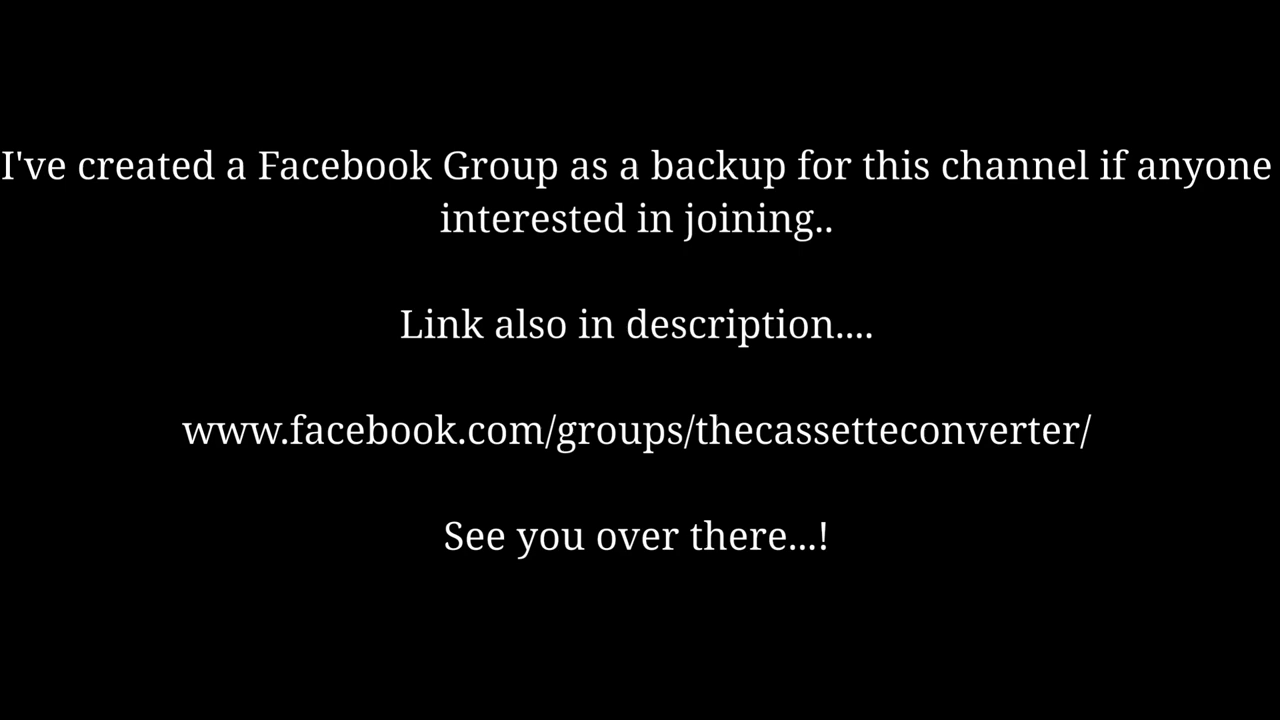 I've created a Facebook Group as a backup for this channel if anyone
interested in joining..
Link also in description....
www.facebook.com/groups/thecassetteconverter/
See you over there...!